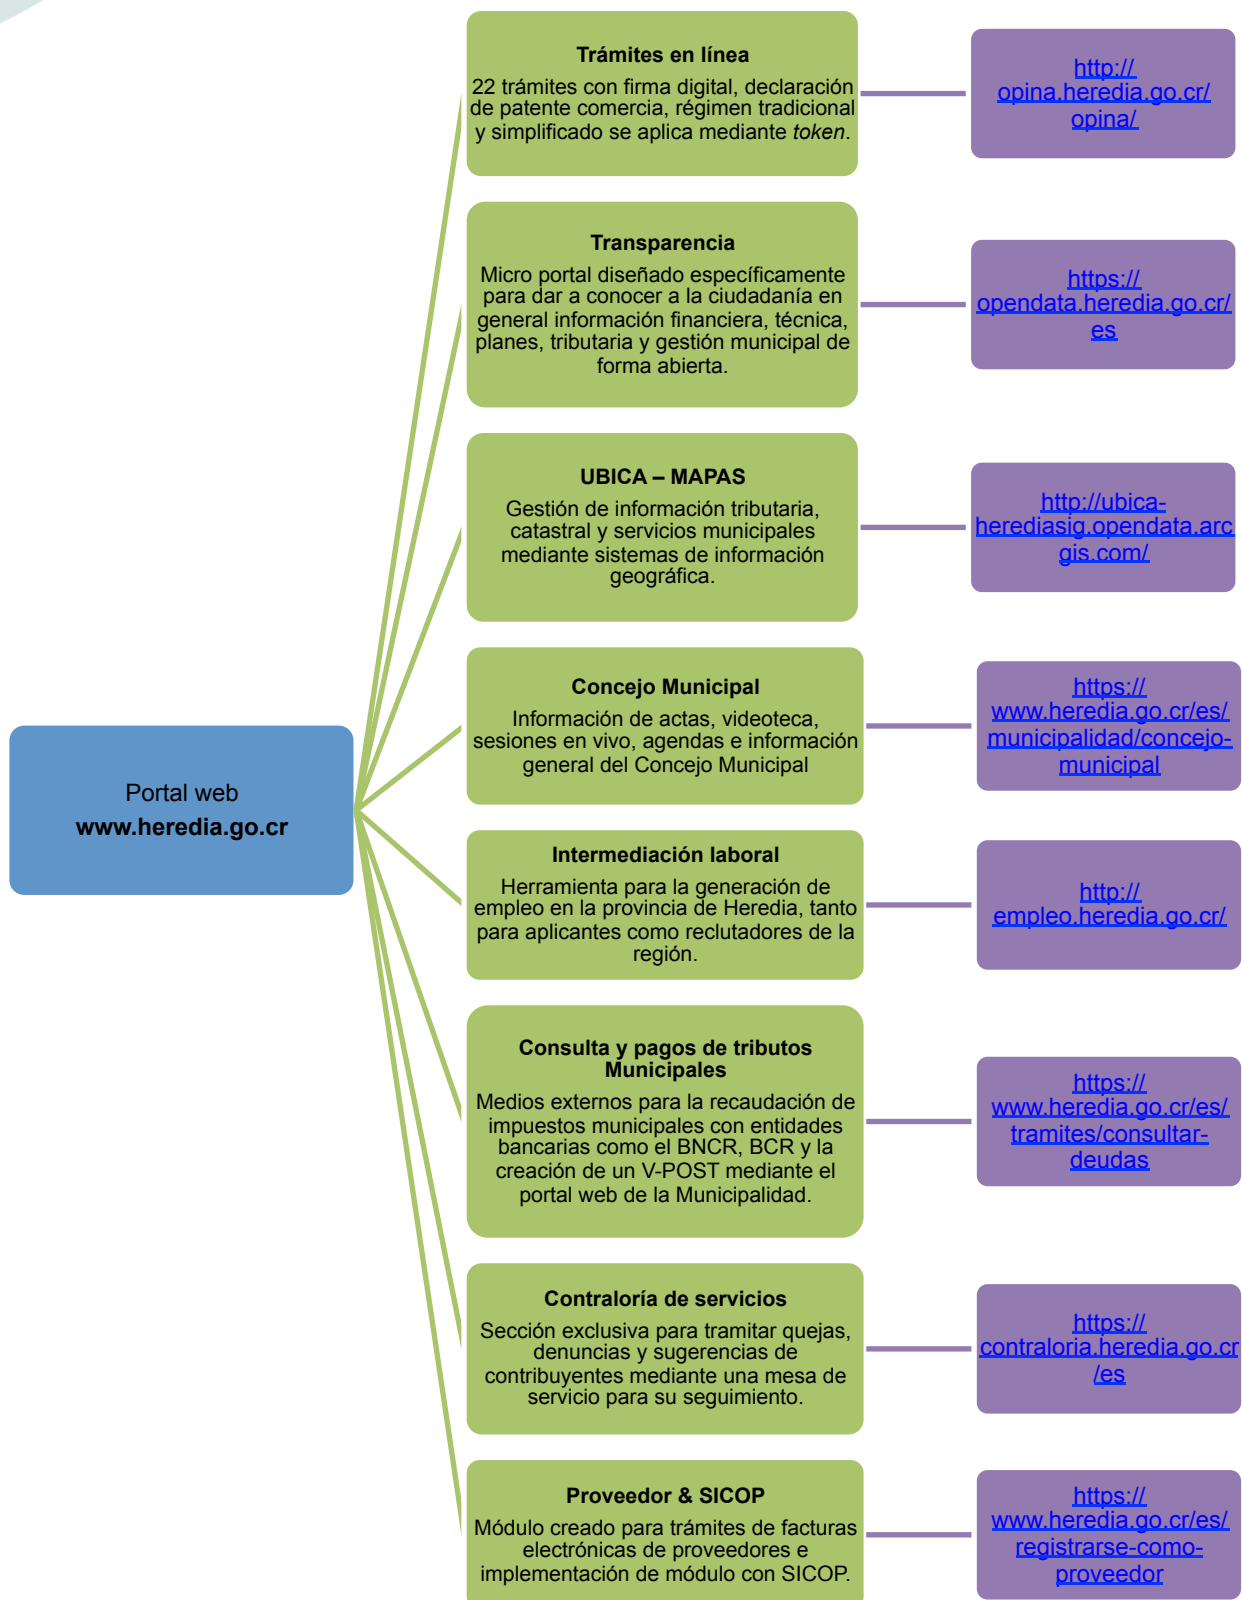 Trámites en línea
22 trámites con firma digital, declaración
de patente comercia, régimen tradicional
y simplificado se aplica mediante token.
http://
opina.heredia.go.cr/
opina/
Transparencia
Micro portal diseñado específicamente
para dar a conocer a la ciudadanía en
general información financiera, técnica,
planes, tributaria y gestión municipal de
forma abierta.
https://
opendata.heredia.go.cr/
es
UBICA – MAPAS
Gestión de información tributaria,
catastral y servicios municipales
mediante sistemas de información
geográfica.
http://ubica-
herediasig.opendata.arc
gis.com/
Concejo Municipal
Información de actas, videoteca,
sesiones en vivo, agendas e información
general del Concejo Municipal
https://
www.heredia.go.cr/es/
municipalidad/concejo-
municipal
Portal web
www.heredia.go.cr
Intermediación laboral
Herramienta para la generación de
empleo en la provincia de Heredia, tanto
para aplicantes como reclutadores de la
región.
http://
empleo.heredia.go.cr/
Consulta y pagos de tributos
Municipales
Medios externos para la recaudación de
impuestos municipales con entidades
bancarias como el BNCR, BCR y la
creación de un V-POST mediante el
portal web de la Municipalidad.
https://
www.heredia.go.cr/es/
tramites/consultar-
deudas
Contraloría de servicios
Sección exclusiva para tramitar quejas,
denuncias y sugerencias de
contribuyentes mediante una mesa de
servicio para su seguimiento.
https://
contraloria.heredia.go.cr
/es
Proveedor & SICOP
Módulo creado para trámites de facturas
electrónicas de proveedores e
implementación de módulo con SICOP.
https://
www.heredia.go.cr/es/
registrarse-como-
proveedor